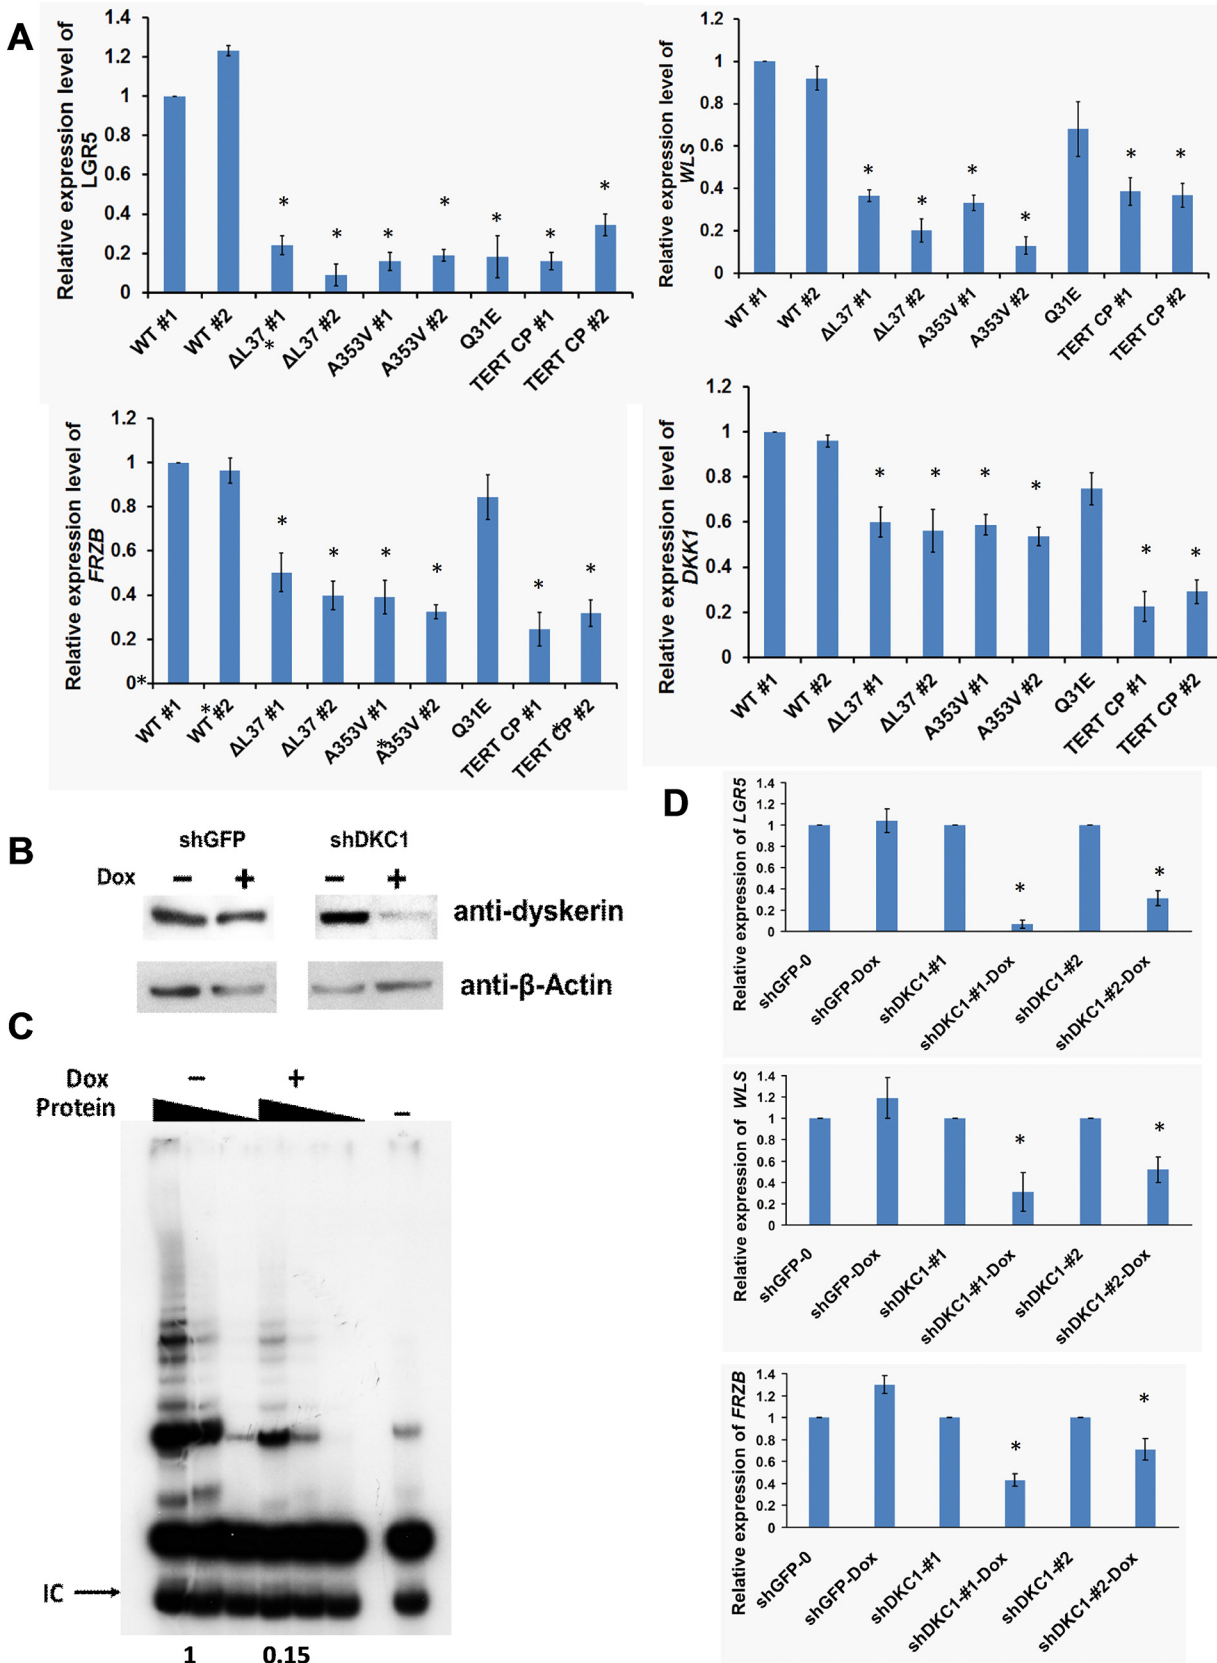 A
Relative expression level of
LGR5
1.4
1.2
1
0.8
0.6
0.4
0.2
0
* * * * * * *
WT #1
WT #2
ΔL37 #1
*
ΔL37 #2
A353V #1
A353V #2
Q31E
TERT CP #1
TERT CP #2
Relative expression level of
WLS
1.2
1
0.8
0.6
0.4
0.2
0
* * * * * *
WT #1
WT #2
ΔL37 #1
ΔL37 #2
A353V #1
A353V #2
Q31E
TERT CP #1
TERT CP #2
Relative expression level of
FRZB
1.2
1
0.8
0.6
0.4
0.2
0*
* * * * * *
WT #1
*
WT #2
ΔL37 #1
ΔL37 #2
A353V #1
*
A353V #2
Q31E
TERT CP #1
*
TERT CP #2
Relative expression level of
DKK1
1.2
1
0.8
0.6
0.4
0.2
0
* * * * * *
WT #1
WT #2
ΔL37 #1
ΔL37 #2
A353V #1
A353V #2
Q31E
TERT CP #1
TERT CP #2
B
shGFP shDKC1
Dox − + − +
anti-dyskerin
anti-β-Actin
C
Dox − +
Protein −
IC
1 0.15
D
Relative expression of LGR5
1.4
1.2
1
0.8
0.6
0.4
0.2
0
* *
shGFP-0
shGFP-Dox
shDKC1-#1
shDKC1-#1-Dox
shDKC1-#2
shDKC1-#2-Dox
Relative expression of WLS
1.4
1.2
1
0.8
0.6
0.4
0.2
0
* *
shGFP-0
shGFP-Dox
shDKC1-#1
shDKC1-#1-Dox
shDKC1-#2
shDKC1-#2-Dox
Relative expression of FRZB
1.4
1.2
1
0.8
0.6
0.4
0.2
0
* *
shGFP-0
shGFP-Dox
shDKC1-#1
shDKC1-#1-Dox
shDKC1-#2
shDKC1-#2-Dox